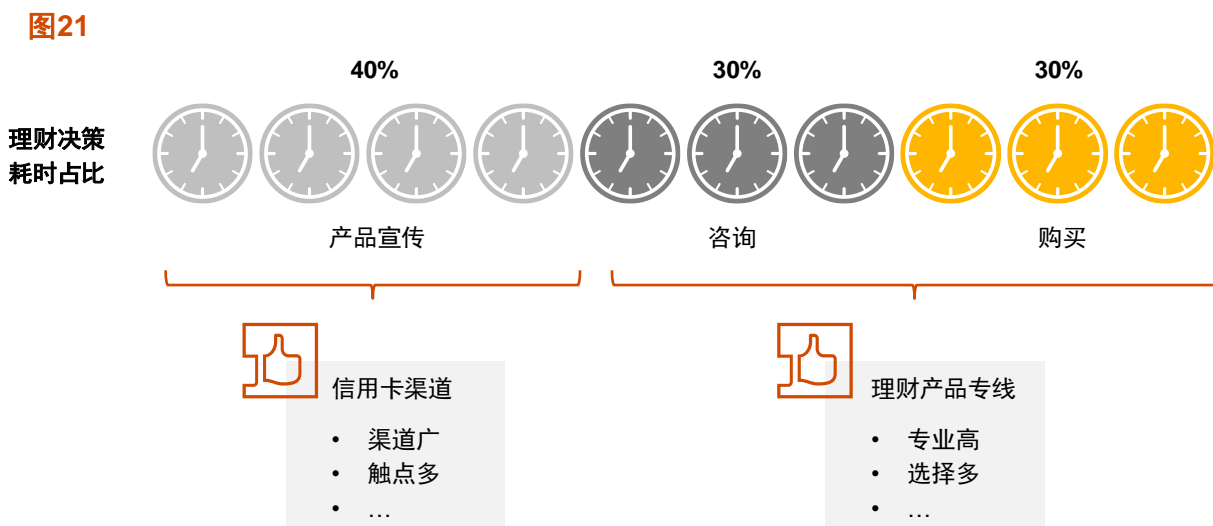 图21
40% 30% 30%
理财决策
耗时占比
产品宣传 咨询 购买
信用卡渠道
• 渠道广
• 触点多
• …
理财产品专线
• 专业高
• 选择多
• …